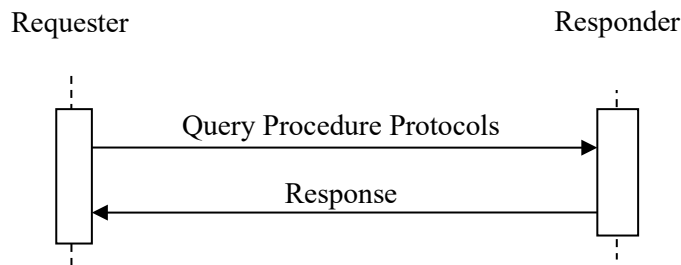 Requester
Responder
Query Procedure Protocols
Response